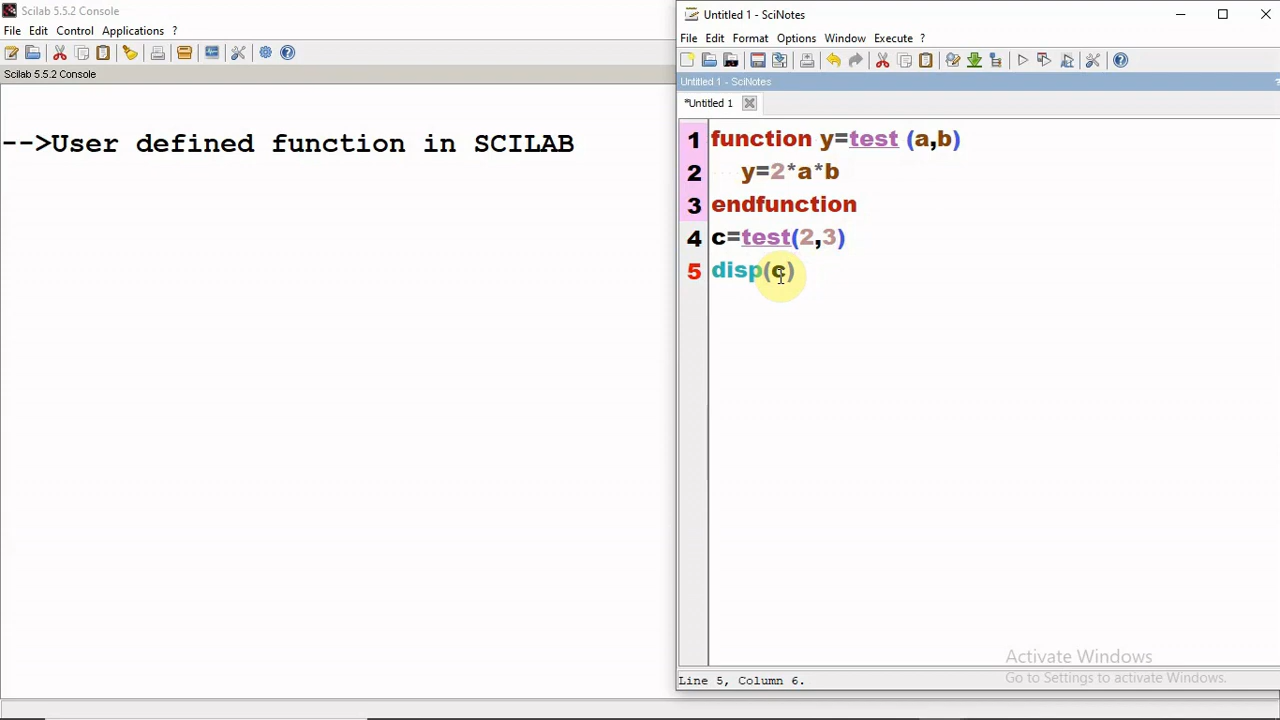 Scilab 5.5.2 Console
File Edit Control Applications ?
Scilab 5.5.2 Console
-->User defined function in SCILAB
Untitled 1 - SciNotes
File Edit Format Options Window Execute ?
Untitled 1 - SciNotes
*Untitled 1
1 function y=test (a,b)
2 y=2*a*b
3 endfunction
4 c=test(2,3)
5 disp(c)
Activate Windows
Go to Settings to activate Windows.
Line 5, Column 6.